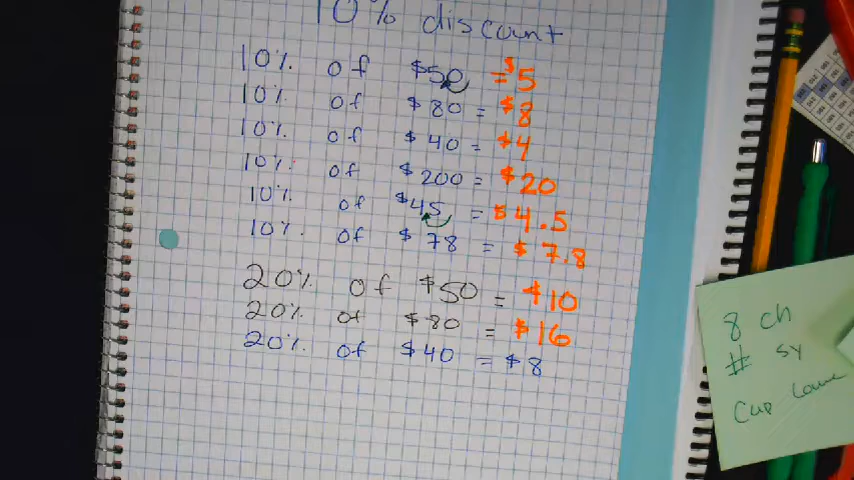 10% discount
10% of $50 = $5
10% of $80 = $8
10% of $40 = $4
10% of $200 = $20
10% of $45 = $4.5
10% of $78 = $7.8
20% of $50 = $10
20% of $80 = $16
20% of $40 = $8
8 ch
# sy
Cup